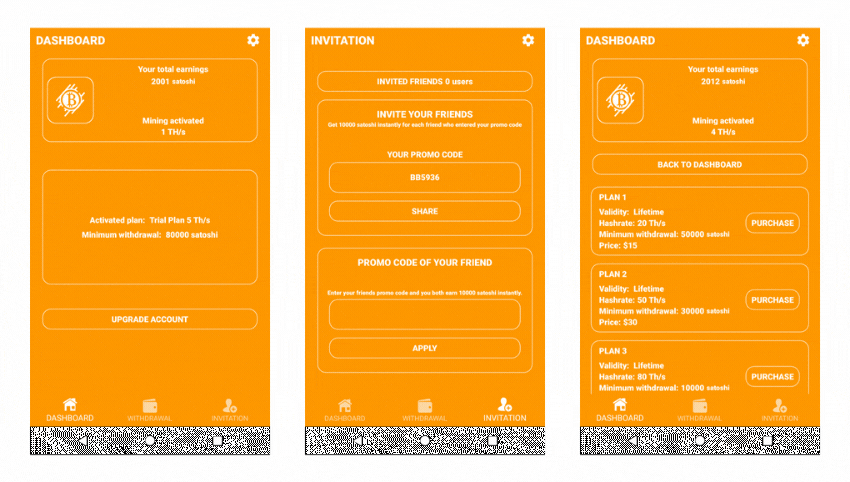 DASHBOARD
Your total earnings
2001 satoshi
B
Mining activated
1 TH/s
Activated plan: Trial Plan 5 Th/s
Minimum withdrawal: 80000 satoshi
UPGRADE ACCOUNT
DASHBOARD
WITHDRAWAL
INVITATION
INVITATION
INVITED FRIENDS 0 users
INVITE YOUR FRIENDS
Get 10000 satoshi instantly for each friend who entered your promo code
YOUR PROMO CODE
BB5936
SHARE
PROMO CODE OF YOUR FRIEND
Enter your friends promo code and you both earn 10000 satoshi instantly.
APPLY
DASHBOARD
WITHDRAWAL
INVITATION
DASHBOARD
Your total earnings
2012 satoshi
B
Mining activated
4 TH/s
BACK TO DASHBOARD
PLAN 1
Validity: Lifetime
Hashrate: 20 Th/s
Minimum withdrawal: 50000 satoshi
Price: $15
PURCHASE
PLAN 2
Validity: Lifetime
Hashrate: 50 Th/s
Minimum withdrawal: 30000 satoshi
Price: $30
PURCHASE
PLAN 3
Validity: Lifetime
Hashrate: 80 Th/s
Minimum withdrawal: 10000 satoshi
PURCHASE
DASHBOARD
WITHDRAWAL
INVITATION